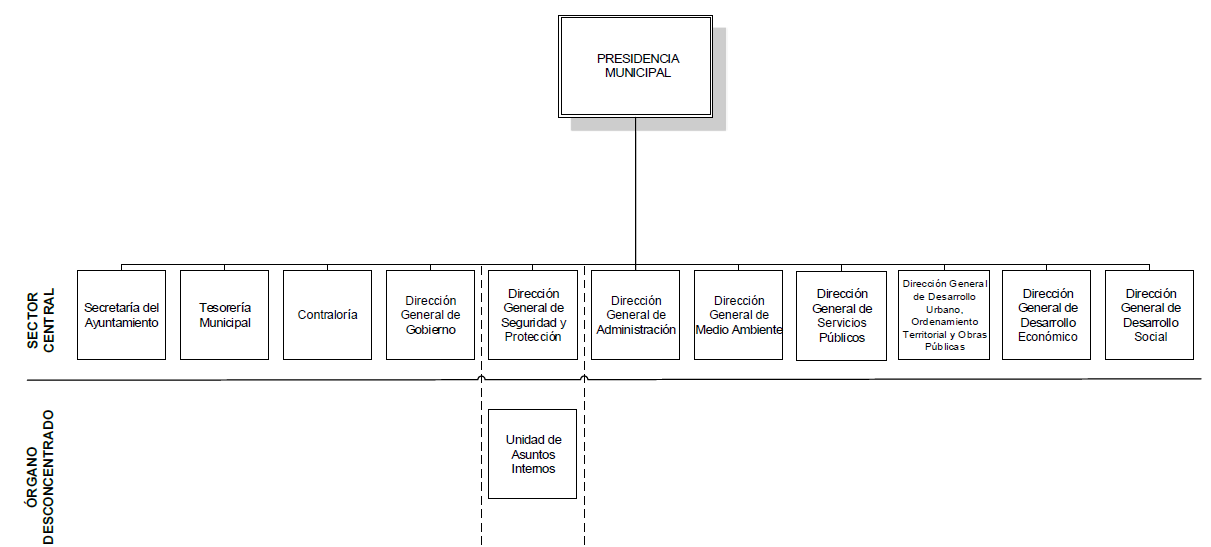 PRESIDENCIA
MUNICIPAL
SECTOR
CENTRAL
Secretaría del
Ayuntamiento
Tesorería
Municipal
Contraloría
Dirección
General de
Gobierno
Dirección
General de
Seguridad y
Protección
Dirección
General de
Administración
Dirección
General de
Medio Ambiente
Dirección
General de
Servicios
Públicos
Dirección General
de Desarrollo
Urbano,
Ordenamiento
Territorial y Obras
Públicas
Dirección
General de
Desarrollo
Económico
Dirección
General de
Desarrollo
Social
ÓRGANO
DESCONCENTRADO
Unidad de
Asuntos
Internos